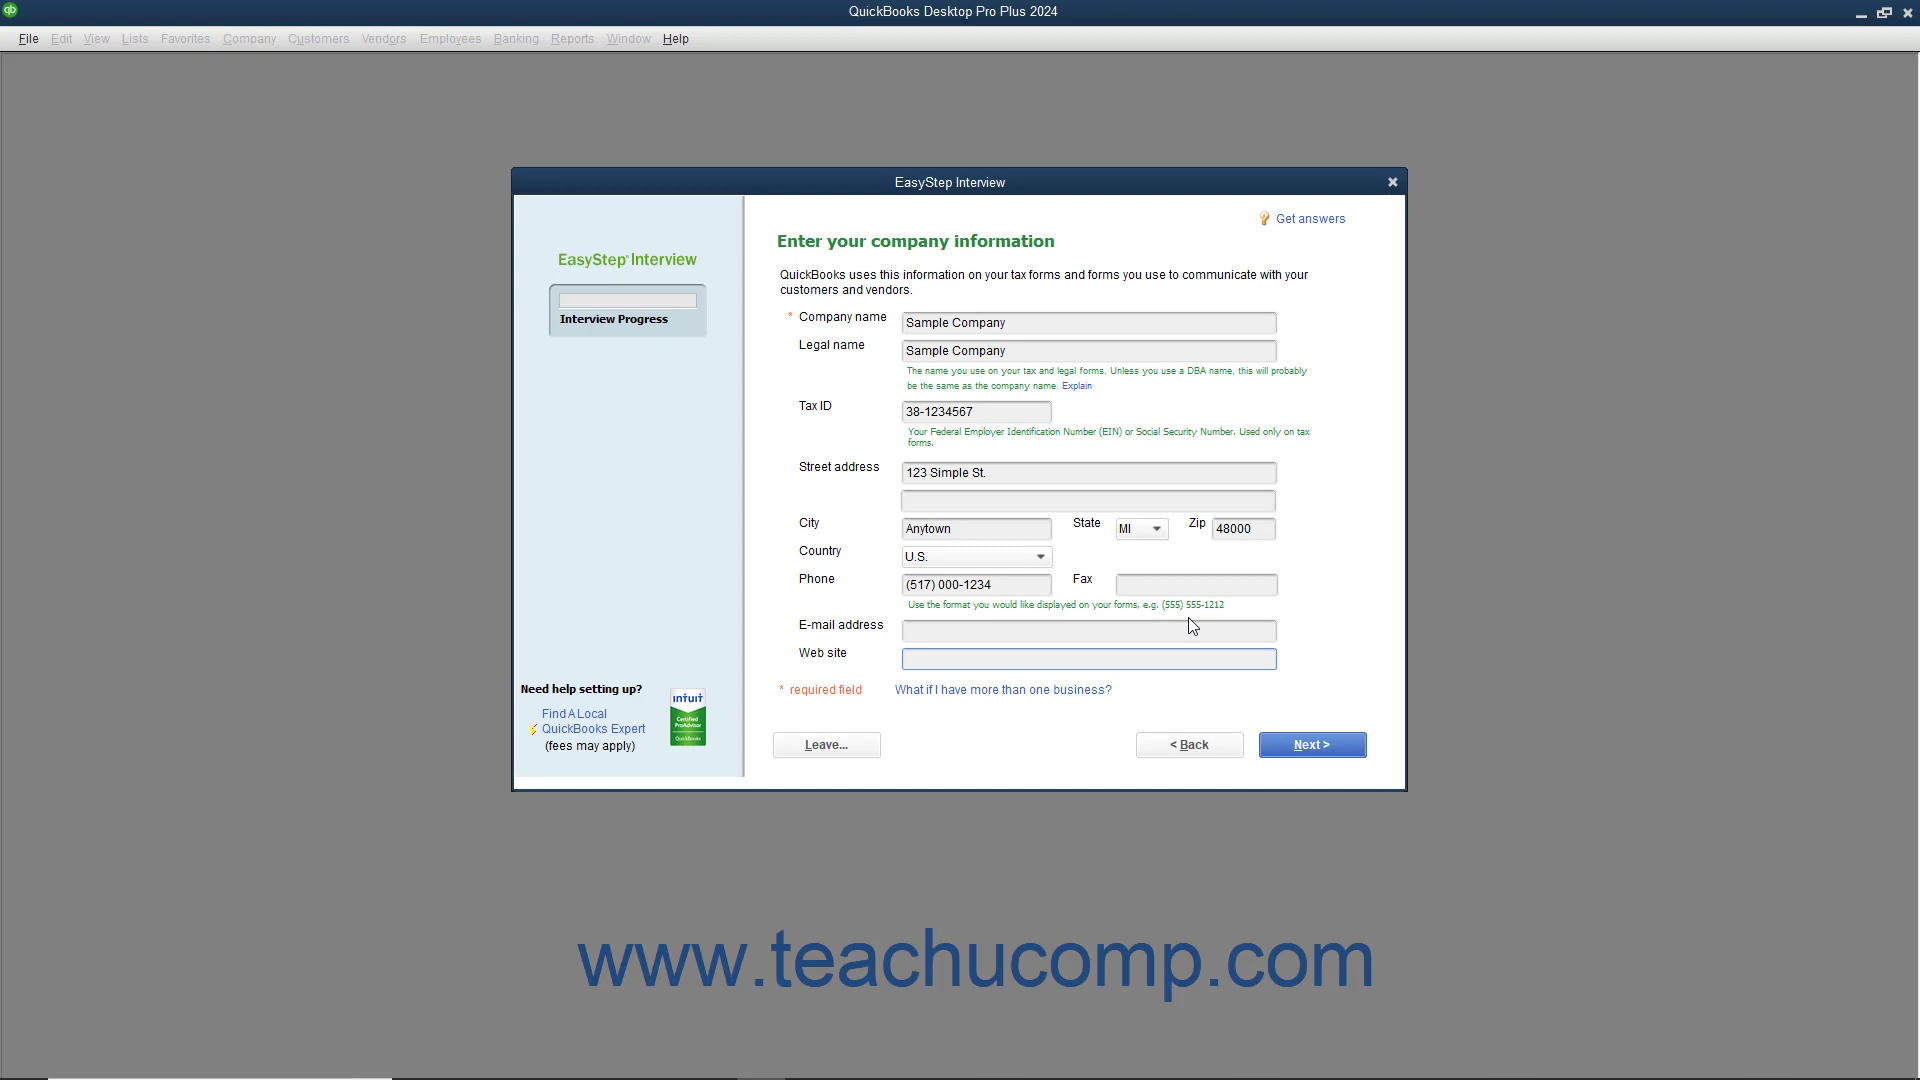 QuickBooks Desktop Pro Plus 2024
File Edit View Lists Favorites Company Customers Vendors Employees Banking Reports Window Help
EasyStep Interview
Get answers
EasyStep Interview
Interview Progress
Enter your company information
QuickBooks uses this information on your tax forms and forms you use to communicate with your
customers and vendors.
* Company name Sample Company
Legal name Sample Company
The name you use on your tax and legal forms. Unless you use a DBA name, this will probably
be the same as the company name. Explain
Tax ID 38-1234567
Your Federal Employer Identification Number (EIN) or Social Security Number. Used only on tax
forms.
Street address 123 Simple St.
City Anytown State MI Zip 48000
Country U.S.
Phone (517) 000-1234 Fax
Use the format you would like displayed on your forms, e.g. (555) 555-1212
E-mail address
Web site
* required field What if I have more than one business?
Need help setting up?
Find A Local
QuickBooks Expert
(fees may apply)
intuit
Certified
ProAdvisor
QuickBooks
Leave... < Back Next >
www.teachucomp.com